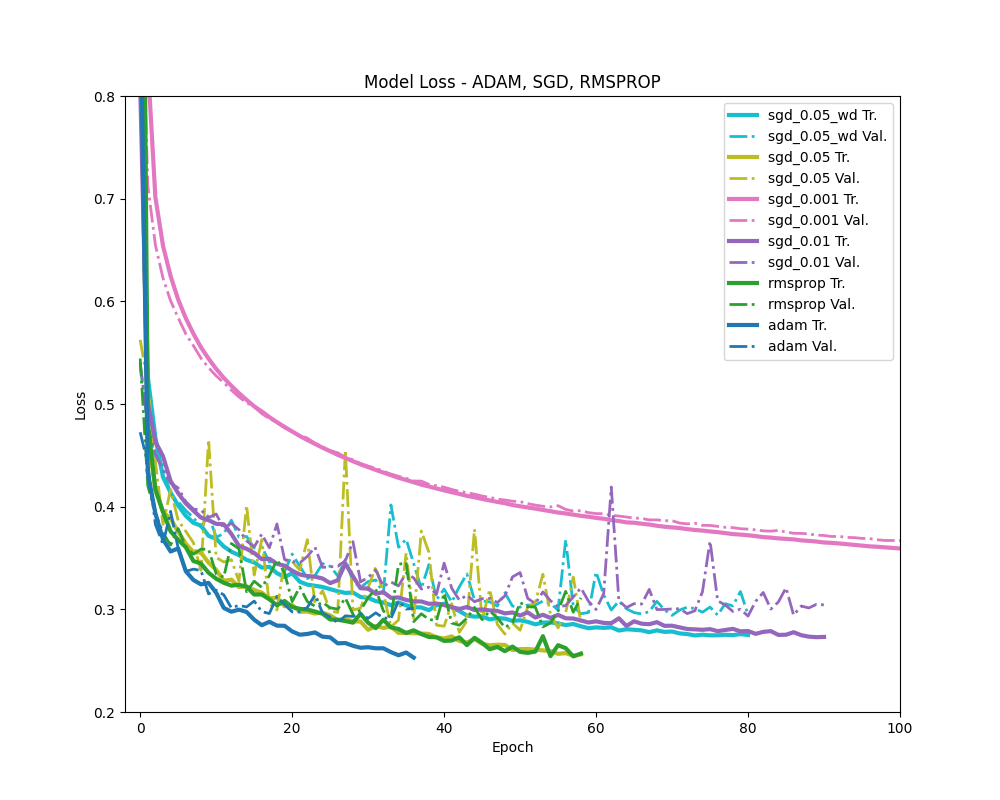 Model Loss - ADAM, SGD, RMSPROP
0.8
0.7
0.6
0.5
0.4
0.3
0.2
Loss
0
20
40
60
80
100
Epoch
sgd_0.05_wd Tr.
sgd_0.05_wd Val.
sgd_0.05 Tr.
sgd_0.05 Val.
sgd_0.001 Tr.
sgd_0.001 Val.
sgd_0.01 Tr.
sgd_0.01 Val.
rmsprop Tr.
rmsprop Val.
adam Tr.
adam Val.